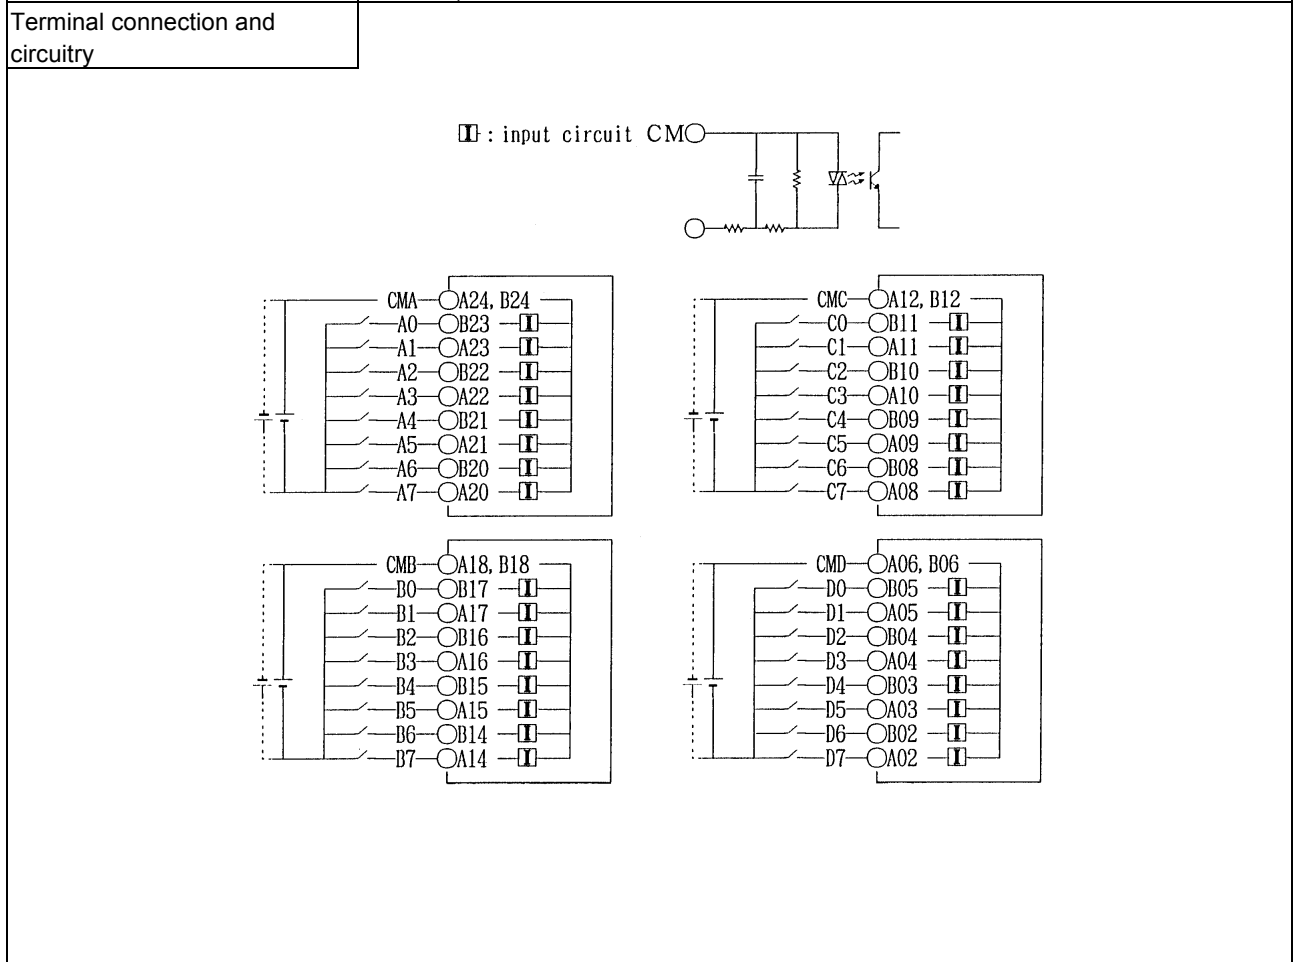 Terminal connection and
circuitry
I : input circuit CM
CMA A24, B24
A0 B23 I
A1 A23 I
A2 B22 I
A3 A22 I
A4 B21 I
A5 A21 I
A6 B20 I
A7 A20 I
CMC A12, B12
C0 B11 I
C1 A11 I
C2 B10 I
C3 A10 I
C4 B09 I
C5 A09 I
C6 B08 I
C7 A08 I
CMB A18, B18
B0 B17 I
B1 A17 I
B2 B16 I
B3 A16 I
B4 B15 I
B5 A15 I
B6 B14 I
B7 A14 I
CMD A06, B06
D0 B05 I
D1 A05 I
D2 B04 I
D3 A04 I
D4 B03 I
D5 A03 I
D6 B02 I
D7 A02 I